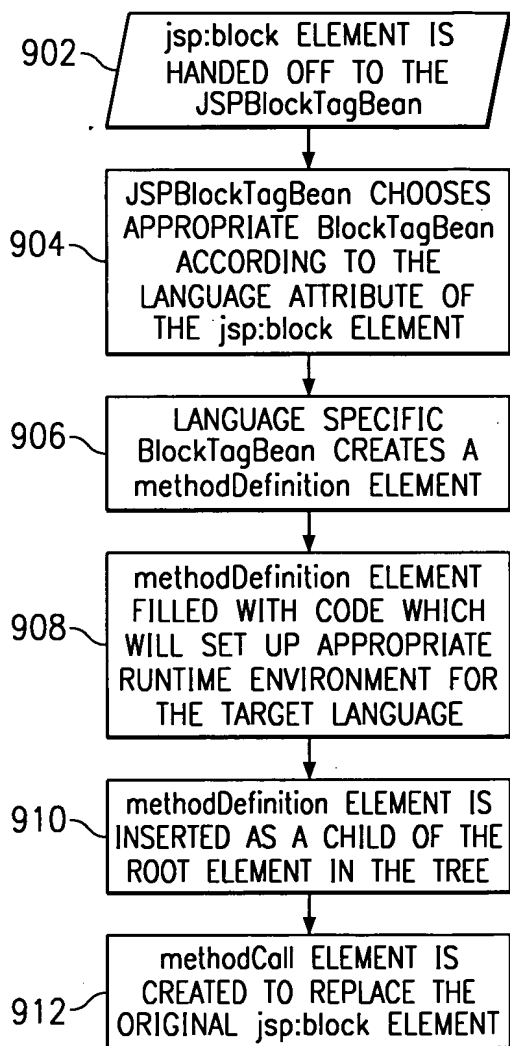 902
jsp:block ELEMENT IS
HANDED OFF TO THE
JSPBlockTagBean
904
JSPBlockTagBean CHOOSES
APPROPRIATE BlockTagBean
ACCORDING TO THE
LANGUAGE ATTRIBUTE OF
THE jsp:block ELEMENT
906
LANGUAGE SPECIFIC
BlockTagBean CREATES A
methodDefinition ELEMENT
908
methodDefinition ELEMENT
FILLED WITH CODE WHICH
WILL SET UP APPROPRIATE
RUNTIME ENVIRONMENT FOR
THE TARGET LANGUAGE
910
methodDefinition ELEMENT IS
INSERTED AS A CHILD OF THE
ROOT ELEMENT IN THE TREE
912
methodCall ELEMENT IS
CREATED TO REPLACE THE
ORIGINAL jsp:block ELEMENT